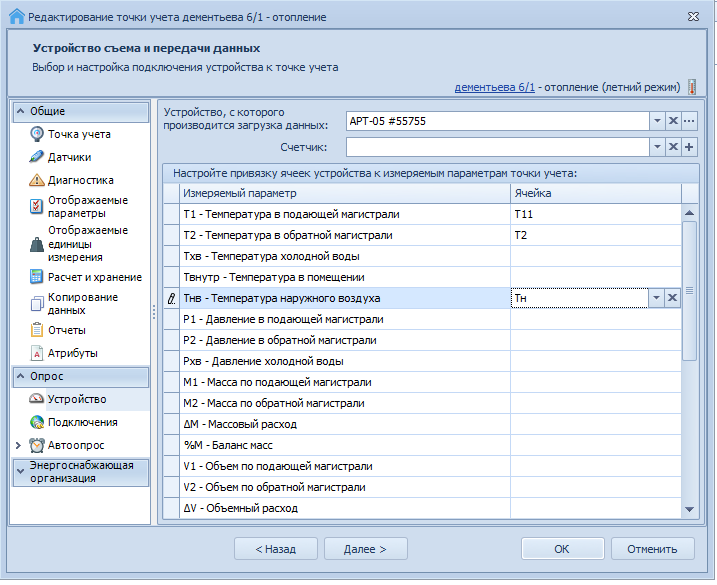 Редактирование точки учета дементьева 6/1 - отопление
Устройство съема и передачи данных
Выбор и настройка подключения устройства к точке учета
дементьева 6/1 - отопление (летний режим)
Общие
Точка учета
Датчики
Диагностика
Отображаемые
параметры
Отображаемые
единицы
измерения
Расчет и хранение
Копирование
данных
Отчеты
Атрибуты
Опрос
Устройство
Подключения
Автоопрос
Энергоснабжающая
организация
Устройство, с которого
производится загрузка данных:
АРТ-05 #55755
Счетчик:
Настройте привязку ячеек устройства к измеряемым параметрам точки учета:
Измеряемый параметр Ячейка
T1 - Температура в подающей магистрали T11
T2 - Температура в обратной магистрали T2
Tхв - Температура холодной воды
Tвнутр - Температура в помещении
Tнв - Температура наружного воздуха Tн
P1 - Давление в подающей магистрали
P2 - Давление в обратной магистрали
Pхв - Давление холодной воды
M1 - Масса по подающей магистрали
M2 - Масса по обратной магистрали
ΔM - Массовый расход
%M - Баланс масс
V1 - Объем по подающей магистрали
V2 - Объем по обратной магистрали
ΔV - Объемный расход
< Назад
Далее >
ОК
Отменить